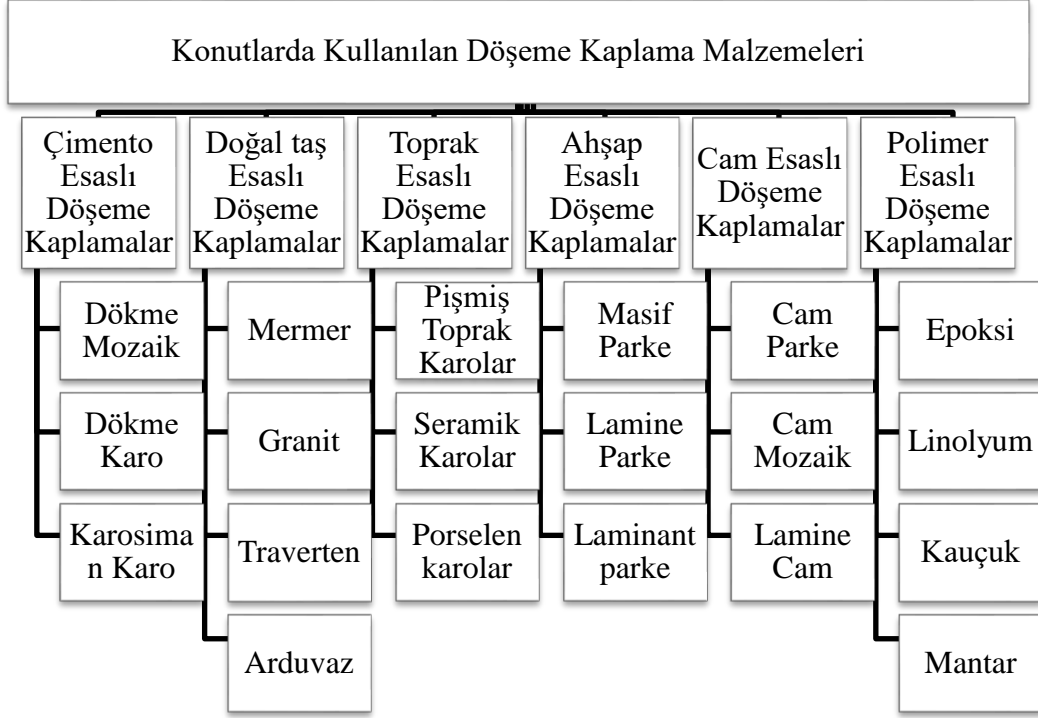 Konutlarda Kullanılan Döşeme Kaplama Malzemeleri
Çimento
Esaslı
Döşeme
Kaplamalar
Dökme
Mozaik
Dökme
Karo
Karosima
n Karo
Doğal taş
Esaslı
Döşeme
Kaplamalar
Mermer
Granit
Traverten
Arduvaz
Toprak
Esaslı
Döşeme
Kaplamalar
Pişmiş
Toprak
Karolar
Seramik
Karolar
Porselen
karolar
Ahşap
Esaslı
Döşeme
Kaplamalar
Masif
Parke
Lamine
Parke
Laminant
parke
Cam Esaslı
Döşeme
Kaplamalar
Cam
Parke
Cam
Mozaik
Lamine
Cam
Polimer
Esaslı
Döşeme
Kaplamalar
Epoksi
Linolyum
Kauçuk
Mantar